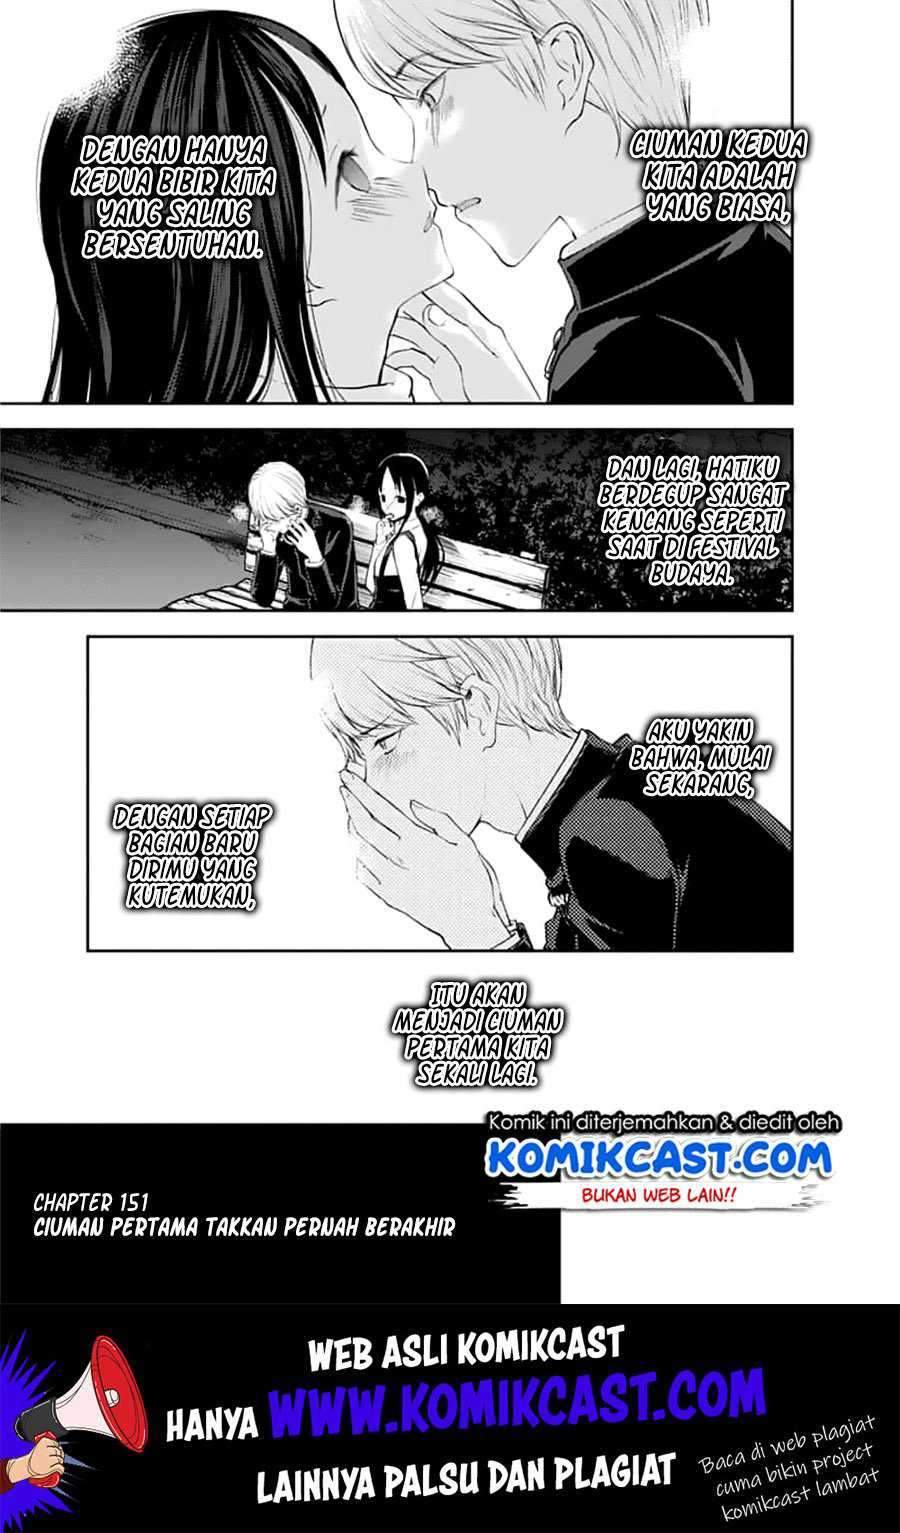 CIUMAN KEDUA
KITA ADALAH
YANG BIASA,
DENGAN HANYA
KEDUA BIBIR KITA
YANG SALING
BERSENTUHAN.
DAN LAGI, HATIKU
BERDEGUP SANGAT
KENCANG SEPERTI
SAAT DI FESTIVAL
BUDAYA.
AKU YAKIN
BAHWA, MULAI
SEKARANG,
DENGAN SETIAP
BAGIAN BARU
DIRIMU YANG
KUTEMUKAN,
ITU AKAN
MENJADI CIUMAN
PERTAMA KITA
SEKALI LAGI.
Komik ini diterjemahkan & diedit oleh
KOMIKCAST.COM
BUKAN WEB LAIN!!
CHAPTER 151
CIUMAN PERTAMA TAKKAN PERNAH BERAKHIR
WEB ASLI KOMIKCAST
HANYA WWW.KOMIKCAST.COM
LAINNYA PALSU DAN PLAGIAT
Baca di web plagiat
cuma bikin project
komikcast lambat